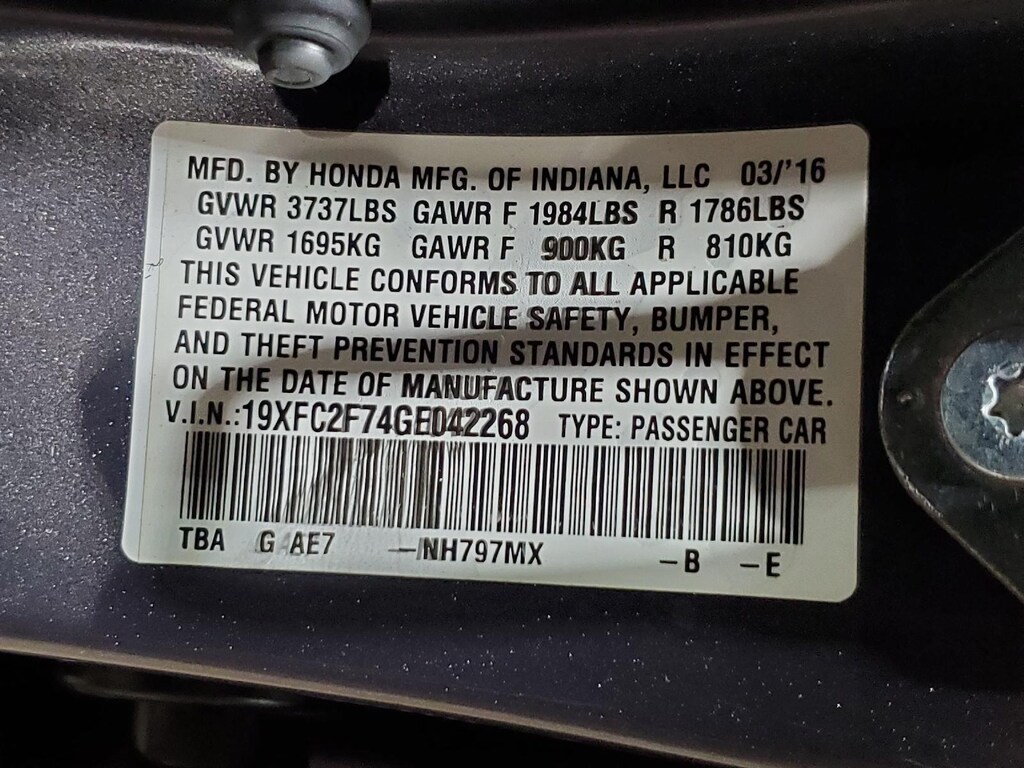 MFD. BY HONDA MFG. OF INDIANA, LLC 03/'16
GVWR 3737LBS GAWR F 1984LBS R 1786LBS
GVWR 1695KG GAWR F 900KG R 810KG
THIS VEHICLE CONFORMS TO ALL APPLICABLE
FEDERAL MOTOR VEHICLE SAFETY, BUMPER,
AND THEFT PREVENTION STANDARDS IN EFFECT
ON THE DATE OF MANUFACTURE SHOWN ABOVE.
V.I.N.:19XFC2F74GE042268 TYPE: PASSENGER CAR
TBA G AE7 —NH797MX —B —E